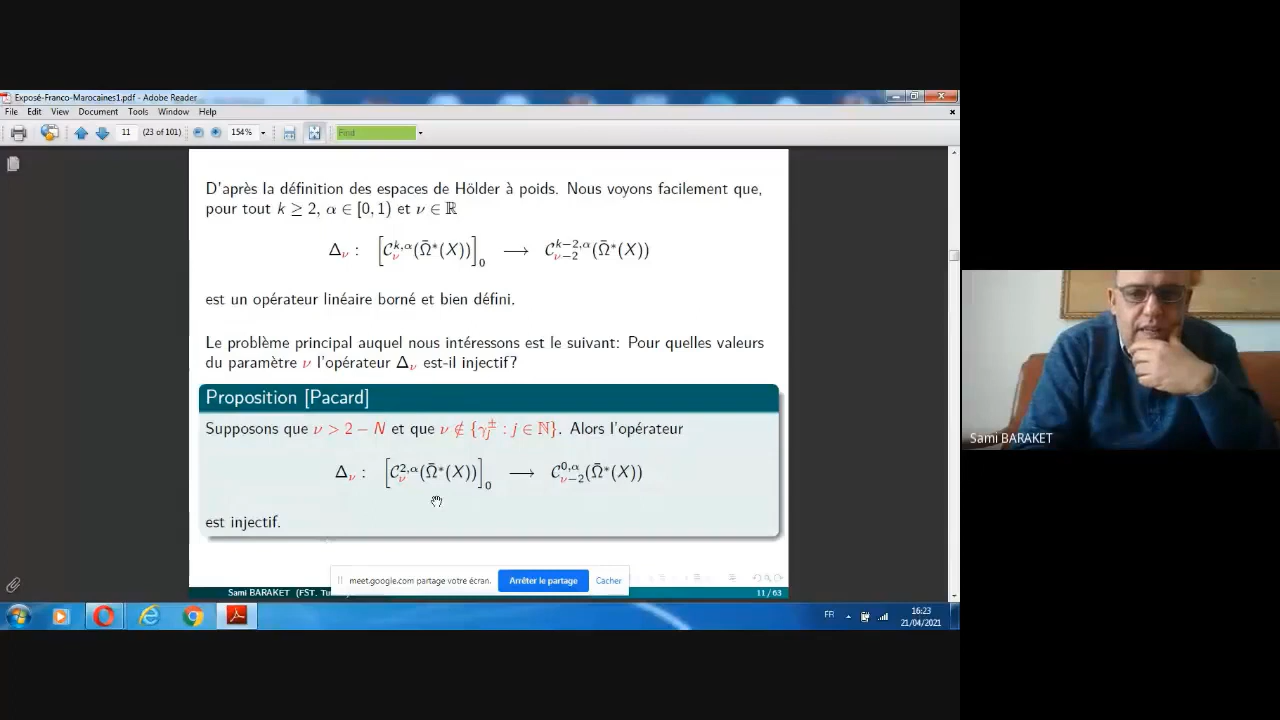 Exposé-Franco-Marocaines1.pdf - Adobe Reader
File Edit View Document Tools Window Help
11 (23 of 101) 154% Find
D'après la définition des espaces de Hölder à poids. Nous voyons facilement que,
pour tout k ≥ 2, α ∈ [0, 1) et ν ∈ ℝ
Δ_ν : [C^{k,α}_ν(Ω̄*(X))]_0 ⟶ C^{k−2,α}_{ν−2}(Ω̄*(X))
est un opérateur linéaire borné et bien défini.
Le problème principal auquel nous intéressons est le suivant: Pour quelles valeurs
du paramètre ν l'opérateur Δ_ν est-il injectif?
Proposition [Pacard]
Supposons que ν > 2 − N et que ν ∉ {γ_j^± : j ∈ ℕ}. Alors l'opérateur
Δ_ν : [C^{2,α}_ν(Ω̄*(X))]_0 ⟶ C^{0,α}_{ν−2}(Ω̄*(X))
est injectif.
meet.google.com partage votre écran. Arrêter le partage Cacher
Sami BARAKET (FST. 11 / 63
FR 16:23
21/04/2021
Sami BARAKET